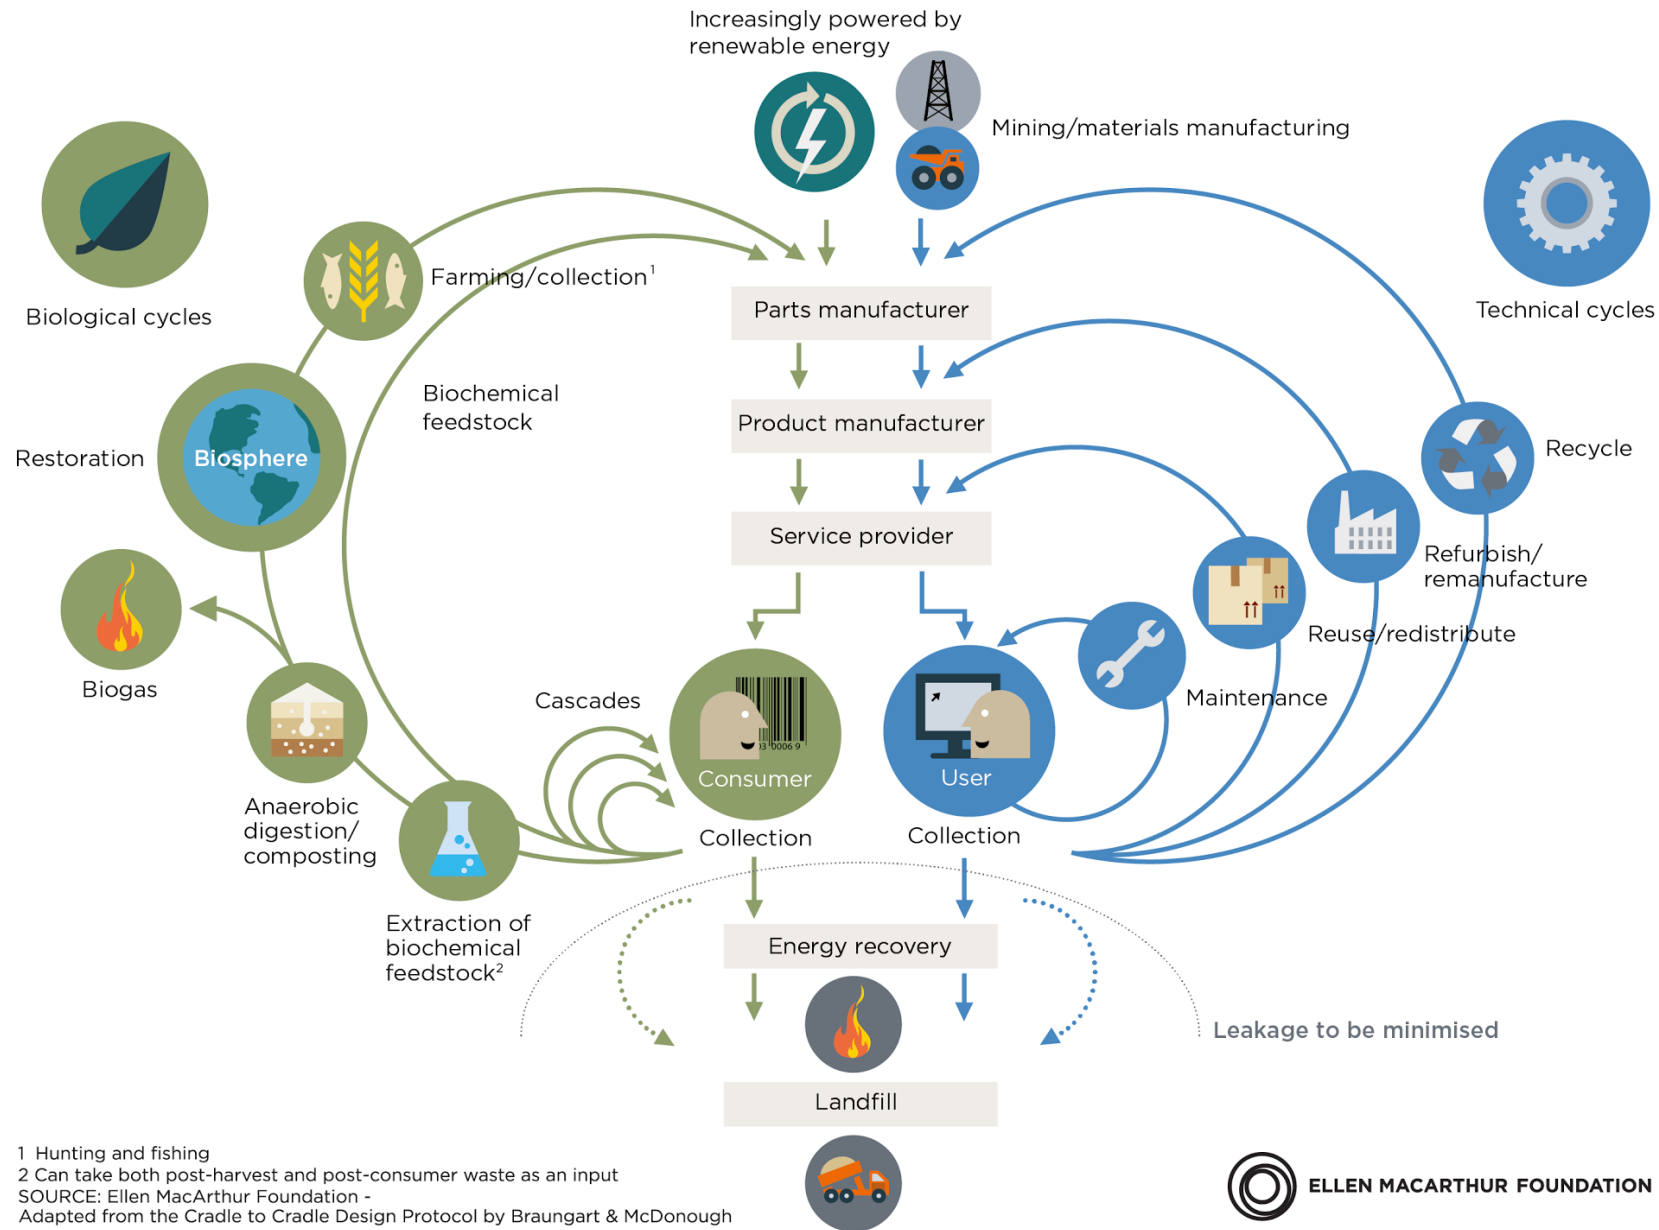 Increasingly powered by
renewable energy
Mining/materials manufacturing
Biological cycles
Technical cycles
Farming/collection¹
Parts manufacturer
Biochemical
feedstock
Product manufacturer
Restoration
Biosphere
Recycle
Service provider
Refurbish/
remanufacture
Reuse/redistribute
Biogas
Maintenance
Cascades
Consumer
03 0006 9
User
Anaerobic
digestion/
composting
Collection
Collection
Extraction of
biochemical
feedstock²
Energy recovery
Leakage to be minimised
Landfill
1 Hunting and fishing
2 Can take both post-harvest and post-consumer waste as an input
SOURCE: Ellen MacArthur Foundation -
Adapted from the Cradle to Cradle Design Protocol by Braungart & McDonough
ELLEN MACARTHUR FOUNDATION